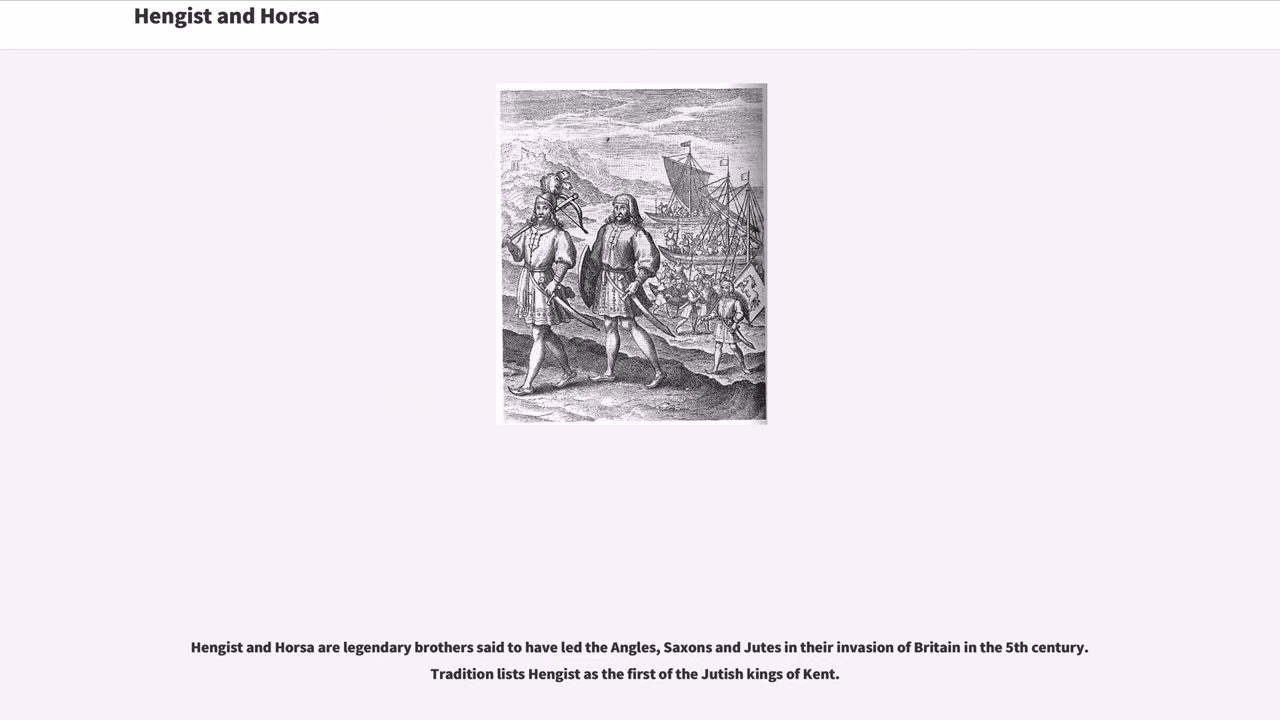 Hengist and Horsa
Hengist and Horsa are legendary brothers said to have led the Angles, Saxons and Jutes in their invasion of Britain in the 5th century.
Tradition lists Hengist as the first of the Jutish kings of Kent.